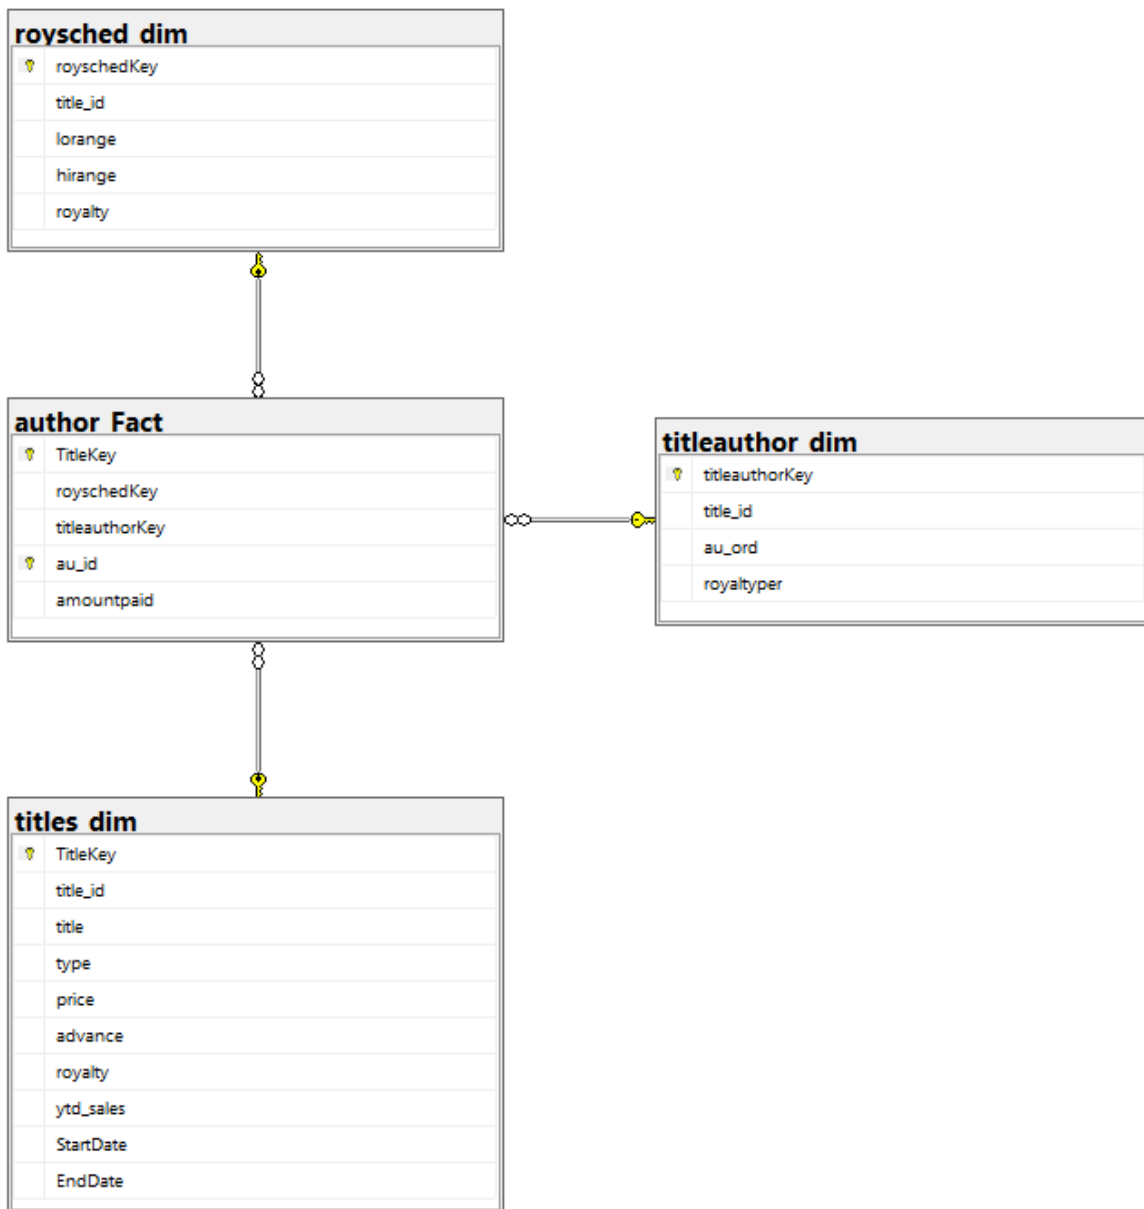 roysched_dim
royschedKey
title_id
lorange
hirange
royalty
author_Fact
TitleKey
royschedKey
titleauthorKey
au_id
amountpaid
titleauthor_dim
titleauthorKey
title_id
au_ord
royaltyper
titles_dim
TitleKey
title_id
title
type
price
advance
royalty
ytd_sales
StartDate
EndDate